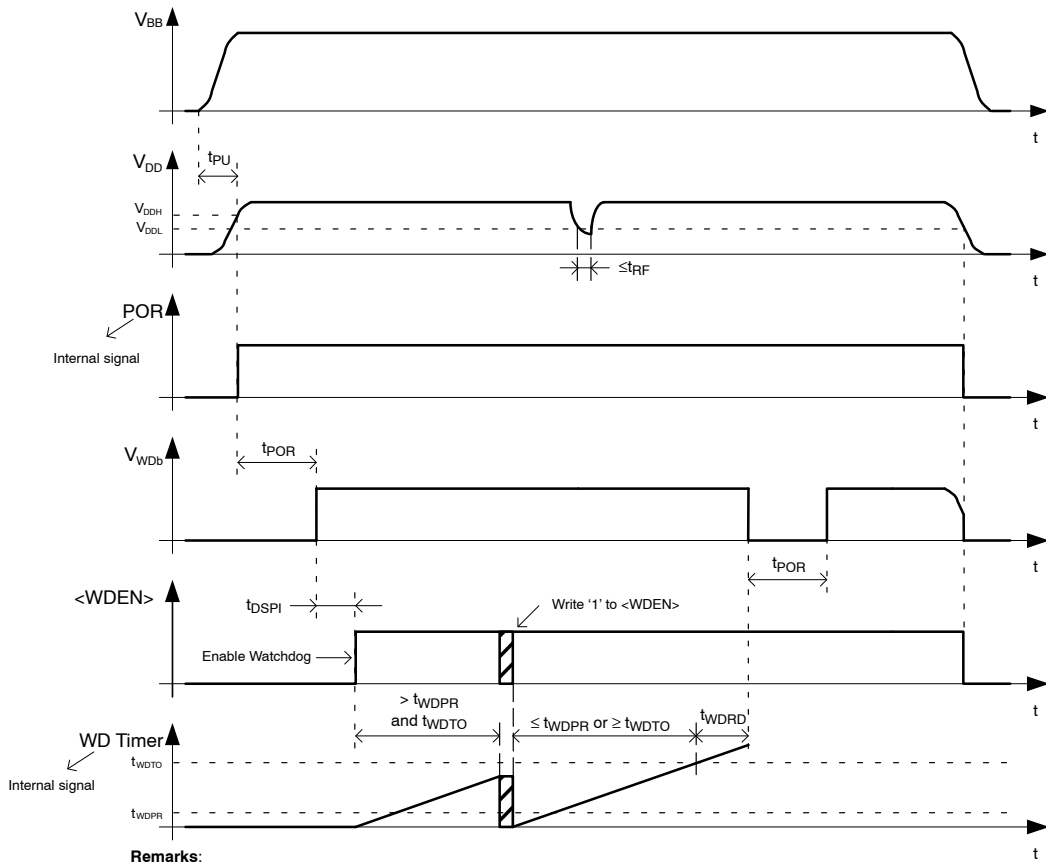 VBB
t
tPU
VDD
VDDH
VDDL
≤tRF
t
POR
Internal signal
t
tPOR
VWDb
tPOR
t
<WDEN>
tDSPI
Write ‘1’ to <WDEN>
Enable Watchdog
t
> tWDPR
and tWDTO
≤ tWDPR or ≥ tWDTO
tWDRD
WD Timer
tWDTO
Internal signal
tWDPR
t
Remarks: